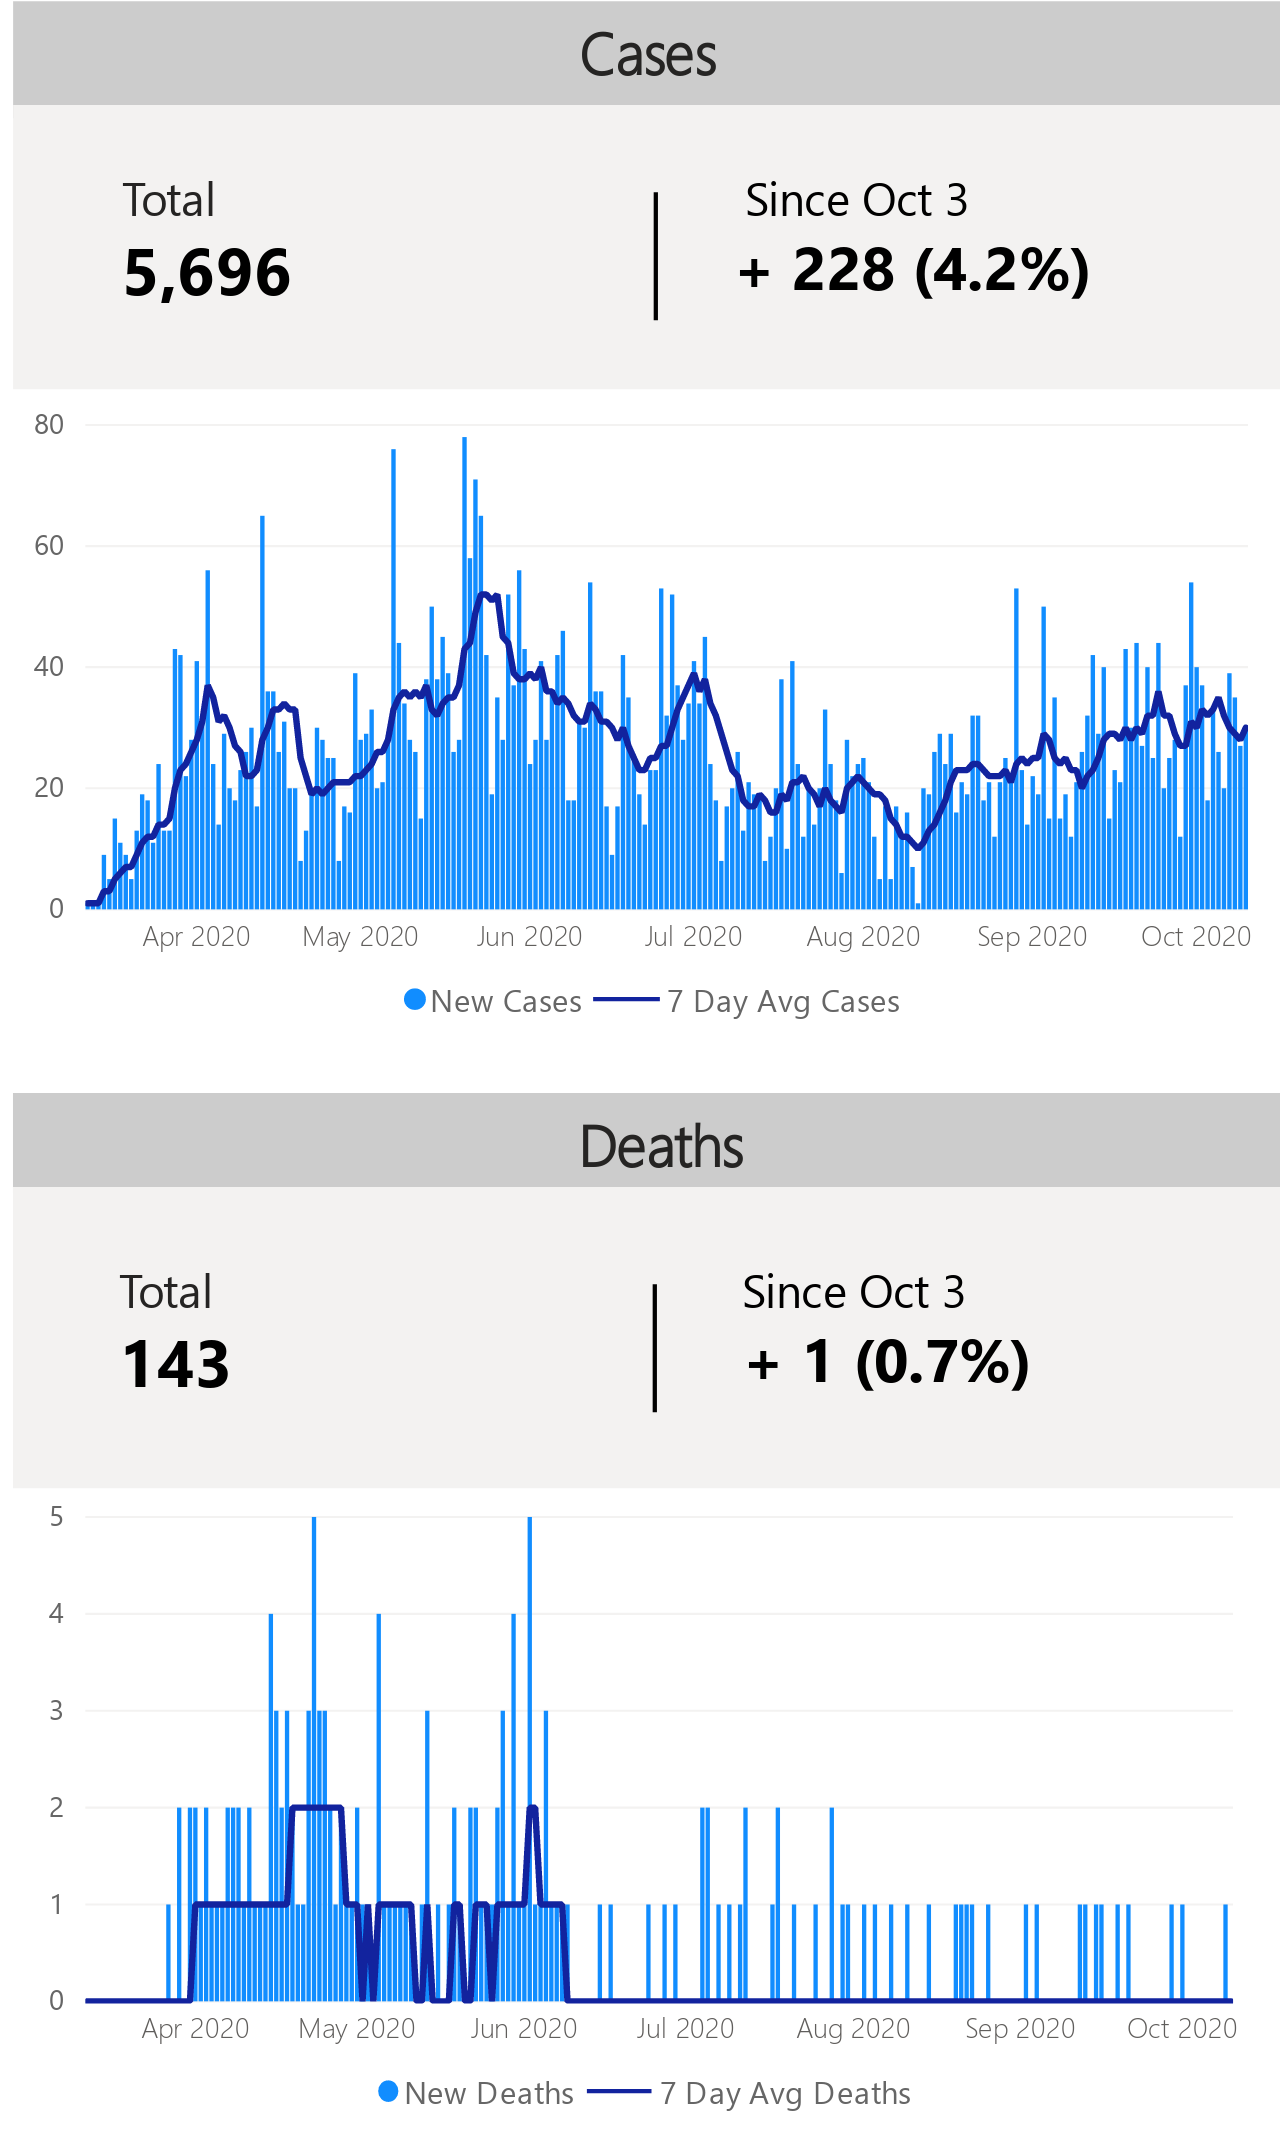 Cases
Total
Since Oct 3
5,696
+ 228 (4.2%)
80
60
40
20
0
Apr 2020 May 2020 Jun 2020 Jul 2020 Aug 2020 Sep 2020 Oct 2020
New Cases 7 Day Avg Cases
Deaths
Total
Since Oct 3
143
+ 1 (0.7%)
5
4
3
2
1
0
Apr 2020 May 2020 Jun 2020 Jul 2020 Aug 2020 Sep 2020 Oct 2020
New Deaths 7 Day Avg Deaths